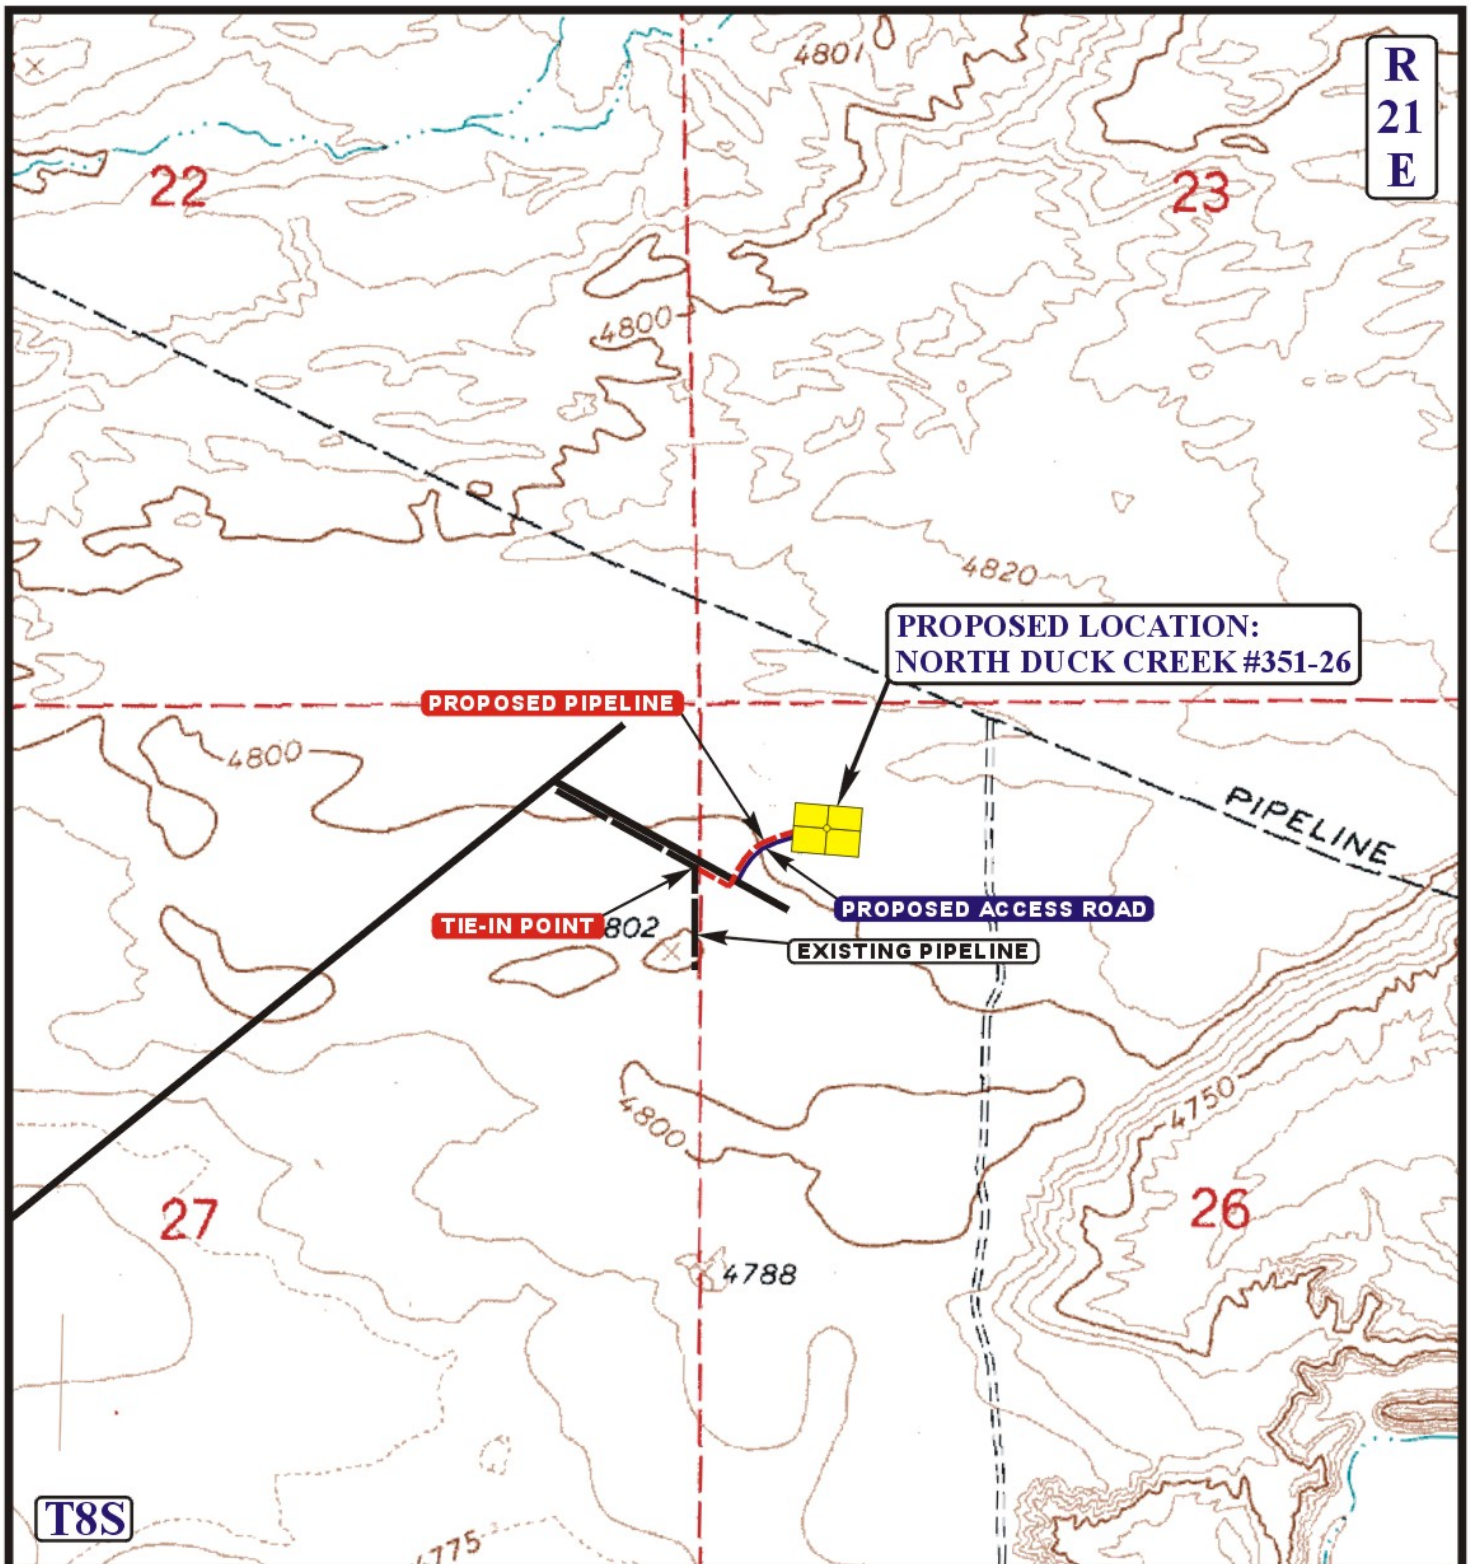 4801
R
21
E
22
23
4800
4820
PROPOSED LOCATION:
NORTH DUCK CREEK #351-26
PROPOSED PIPELINE
4800
PIPELINE
PROPOSED ACCESS ROAD
TIE-IN POINT
802
EXISTING PIPELINE
4750
4800
27
26
4788
T8S
4775